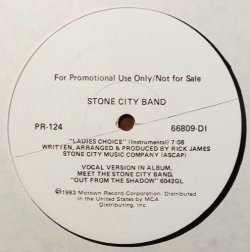 For Promotional Use Only/Not for Sale
STONE CITY BAND
PR-124 66809-DI
"LADIES CHOICE" (Instrumental) 7:08
WRITTEN, ARRANGED & PRODUCED BY RICK JAMES
STONE CITY MUSIC COMPANY (ASCAP)
VOCAL VERSION IN ALBUM,
MEET THE STONE CITY BAND,
"OUT FROM THE SHADOW" 6042GL
©1983 Motown Record Corporation. Distributed
in the United States by MCA
Distributing, Inc.